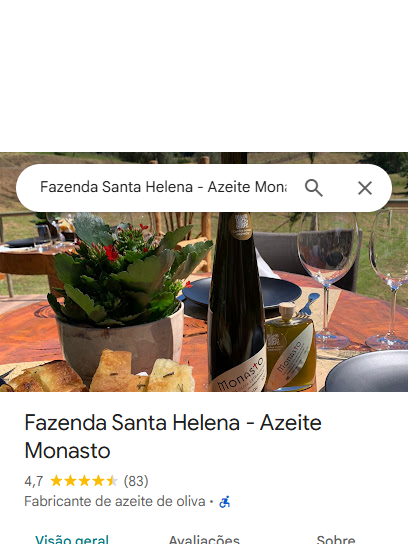 Fazenda Santa Helena - Azeite Mona
MONASTO
MONASTO
Fazenda Santa Helena - Azeite
Monasto
4,7 (83)
Fabricante de azeite de oliva ·
Visão geral Avaliações Sobre